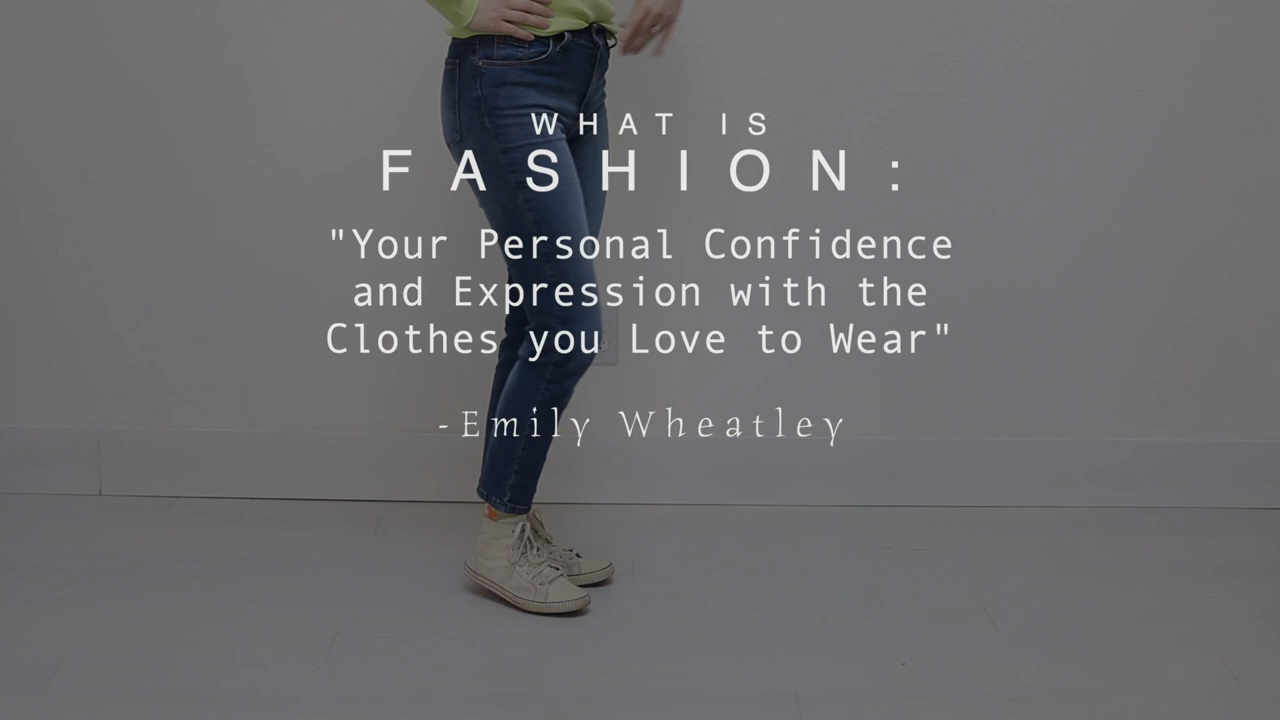 WHAT IS
FASHION:
"Your Personal Confidence
and Expression with the
Clothes you Love to Wear"
-Emily Wheatley